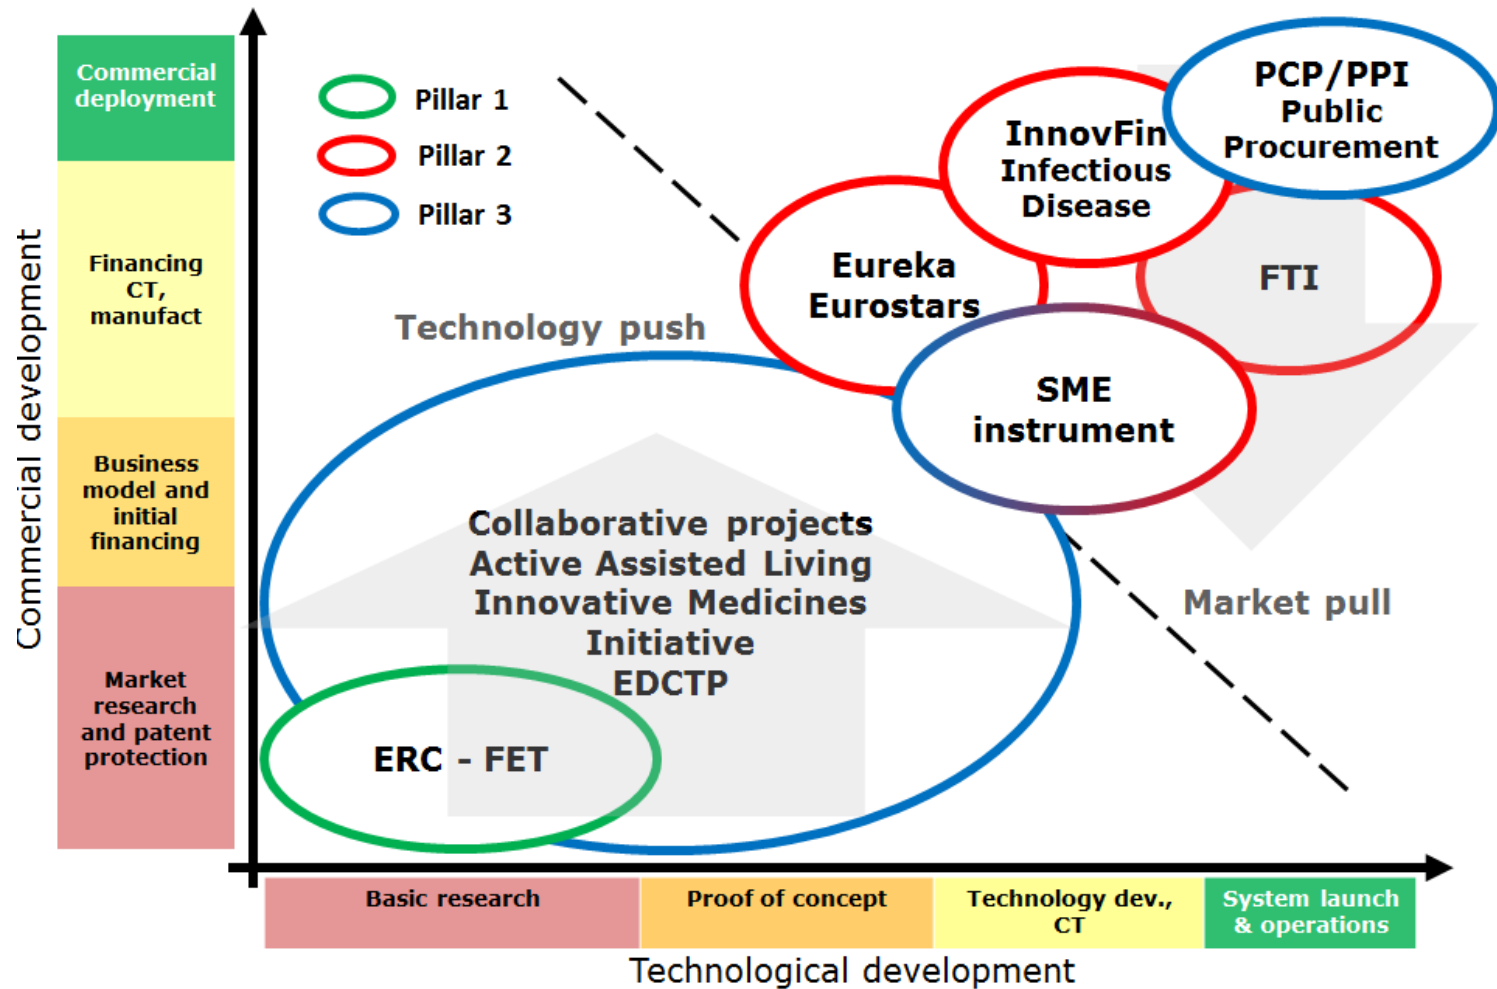 Commercial development
Commercial
deployment
Financing
CT,
manufact
Business
model and
initial
financing
Market
research
and patent
protection
Pillar 1
Pillar 2
Pillar 3
Technology push
PCP/PPI
Public
Procurement
InnovFin
Infectious
Disease
Eureka
Eurostars
FTI
SME
instrument
Collaborative projects
Active Assisted Living
Innovative Medicines
Initiative
EDCTP
Market pull
ERC - FET
Basic research
Proof of concept
Technology dev.,
CT
System launch
& operations
Technological development